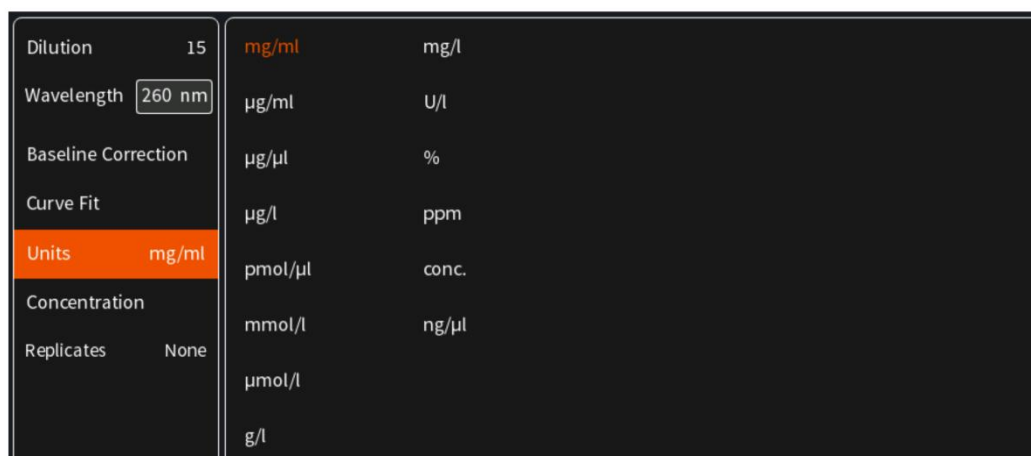 Dilution 15
Wavelength 260 nm
Baseline Correction
Curve Fit
Units mg/ml
Concentration
Replicates None
mg/ml mg/l
µg/ml U/l
µg/µl %
µg/l ppm
pmol/µl conc.
mmol/l ng/µl
µmol/l
g/l